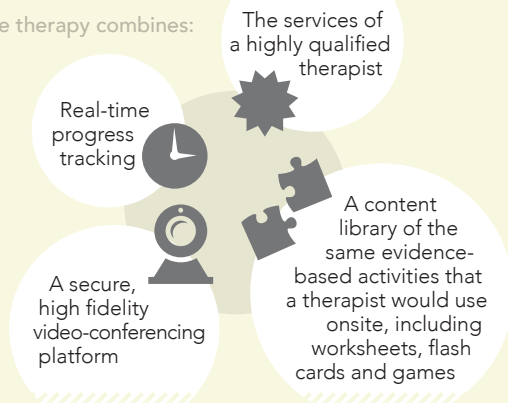 e therapy combines:
The services of
a highly qualified
therapist
Real-time
progress
tracking
A content
library of the
same evidence-
based activities that
a therapist would use
onsite, including
worksheets, flash
cards and games
A secure,
high fidelity
video-conferencing
platform